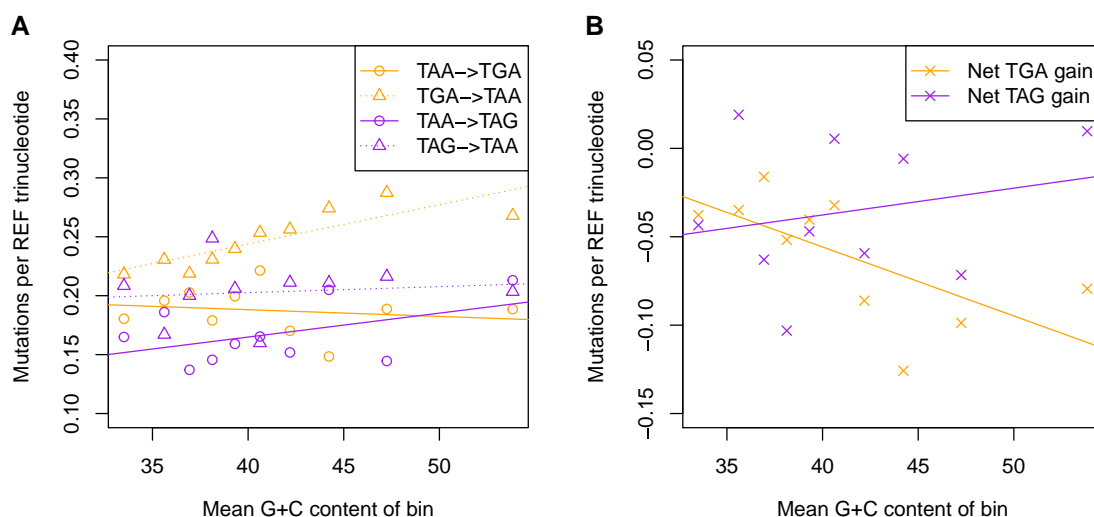 A
TAA−>TGA
TGA−>TAA
TAA−>TAG
TAG−>TAA
0.10 0.15 0.20 0.25 0.30 0.35 0.40
Mutations per REF trinucleotide
35 40 45 50
Mean G+C content of bin
B
Net TGA gain
Net TAG gain
−0.15 −0.10 −0.05 0.00 0.05
Mutations per REF trinucleotide
35 40 45 50
Mean G+C content of bin